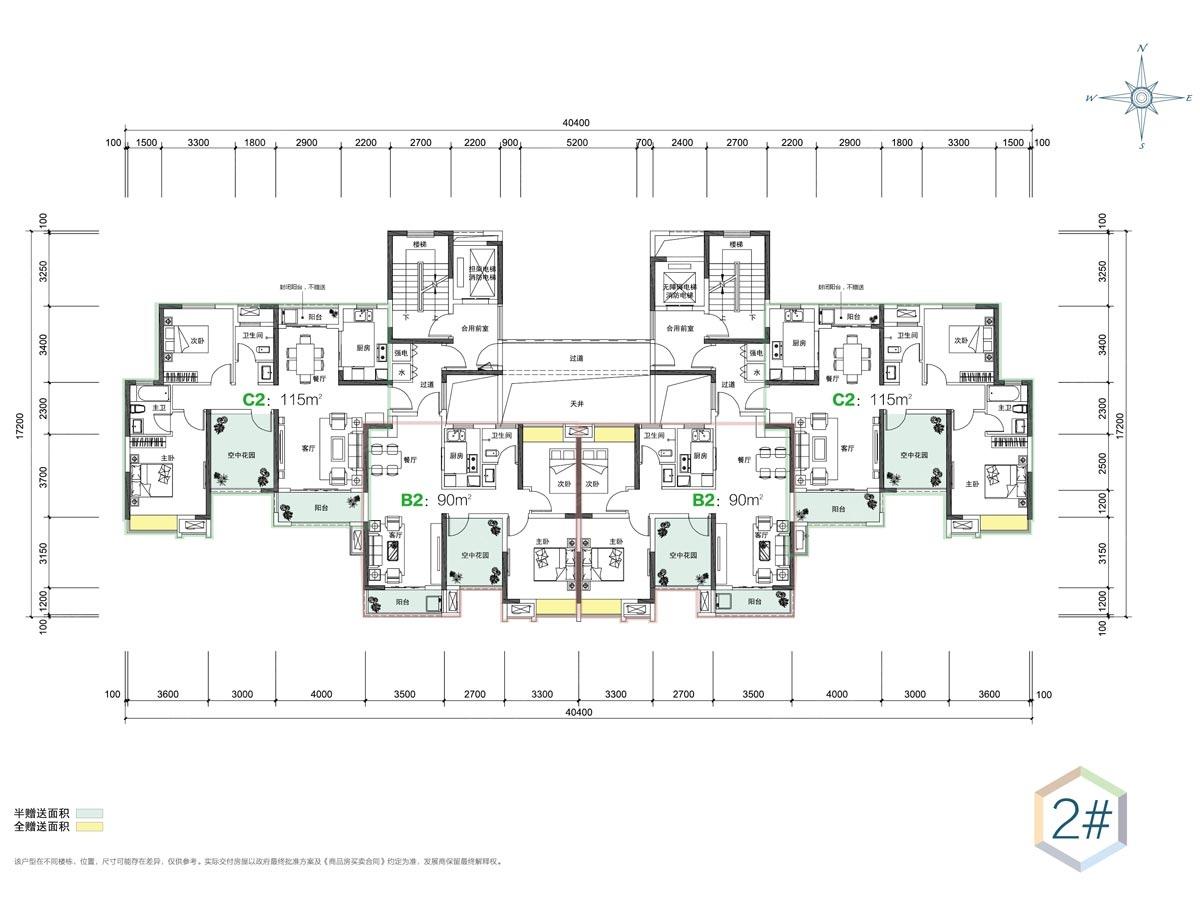 N
W
E
S
40400
100 1500 3300 1800 2900 2200 2700 2200 900 5200 700 2400 2700 2200 2900 1800 3300 1500 100
100
3250
3400
2300
3700
3150
1200
100
17200
100
3250
3400
2300
2500
1200
3150
1200
100
17200
楼梯
担架电梯
消防电梯
下
上
合用前室
楼梯
无障碍电梯
消防电梯
合用前室
上
下
封闭阳台，不赠送
阳台
封闭阳台，不赠送
阳台
次卧
卫生间
餐厅
厨房
强电
水
过道
过道
过道
强电
水
厨房
餐厅
卫生间
次卧
C2：115m²
天井
C2：115m²
主卫
主卧
空中花园
客厅
阳台
主卫
主卧
空中花园
客厅
阳台
餐厅
厨房
卫生间
次卧
次卧
卫生间
厨房
餐厅
B2：90m²
B2：90m²
客厅
空中花园
主卧
主卧
空中花园
客厅
阳台
阳台
100 3600 3000 4000 3500 2700 3300 3300 2700 3500 4000 3000 3600 100
40400
半赠送面积
全赠送面积
2#
该户型在不同楼栋、位置，尺寸可能存在差异，仅供参考。实际交付房屋以政府最终批准方案及《商品房买卖合同》约定为准，发展商保留最终解释权。